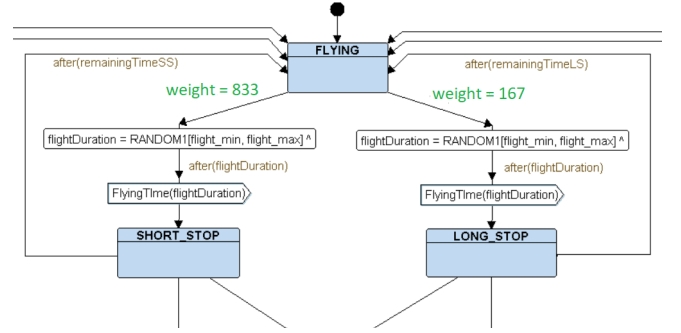 FLYING
after(remainingTimeSS)
after(remainingTimeLS)
weight = 833
weight = 167
flightDuration = RANDOM1[flight_min, flight_max] ^
flightDuration = RANDOM1[flight_min, flight_max] ^
after(flightDuration)
after(flightDuration)
FlyingTIme(flightDuration)
FlyingTIme(flightDuration)
SHORT_STOP
LONG_STOP